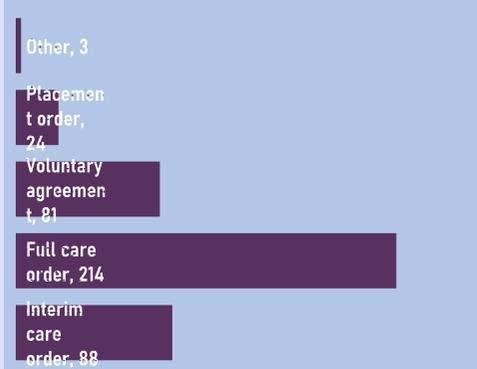 Other, 3
Placemen
t order,
24
Voluntary
agreemen
t, 81
Full care
order, 214
Interim
care
order, 88